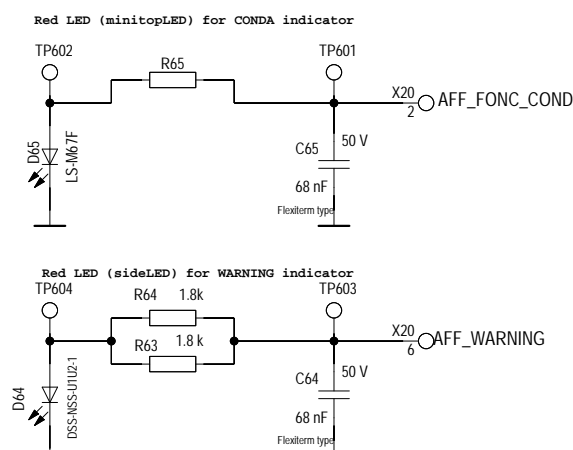 Red LED (minitopLED) for CONDA indicator
TP602
TP601
R65
X20
2
AFF_FONC_COND
D65
LS-M67F
C65
50 V
68 nF
Flexiterm type
Red LED (sideLED) for WARNING indicator
TP604
TP603
R64
1.8k
R63
1.8 k
X20
6
AFF_WARNING
D64
DSS-NSS-U1U2-1
C64
50 V
68 nF
Flexiterm type